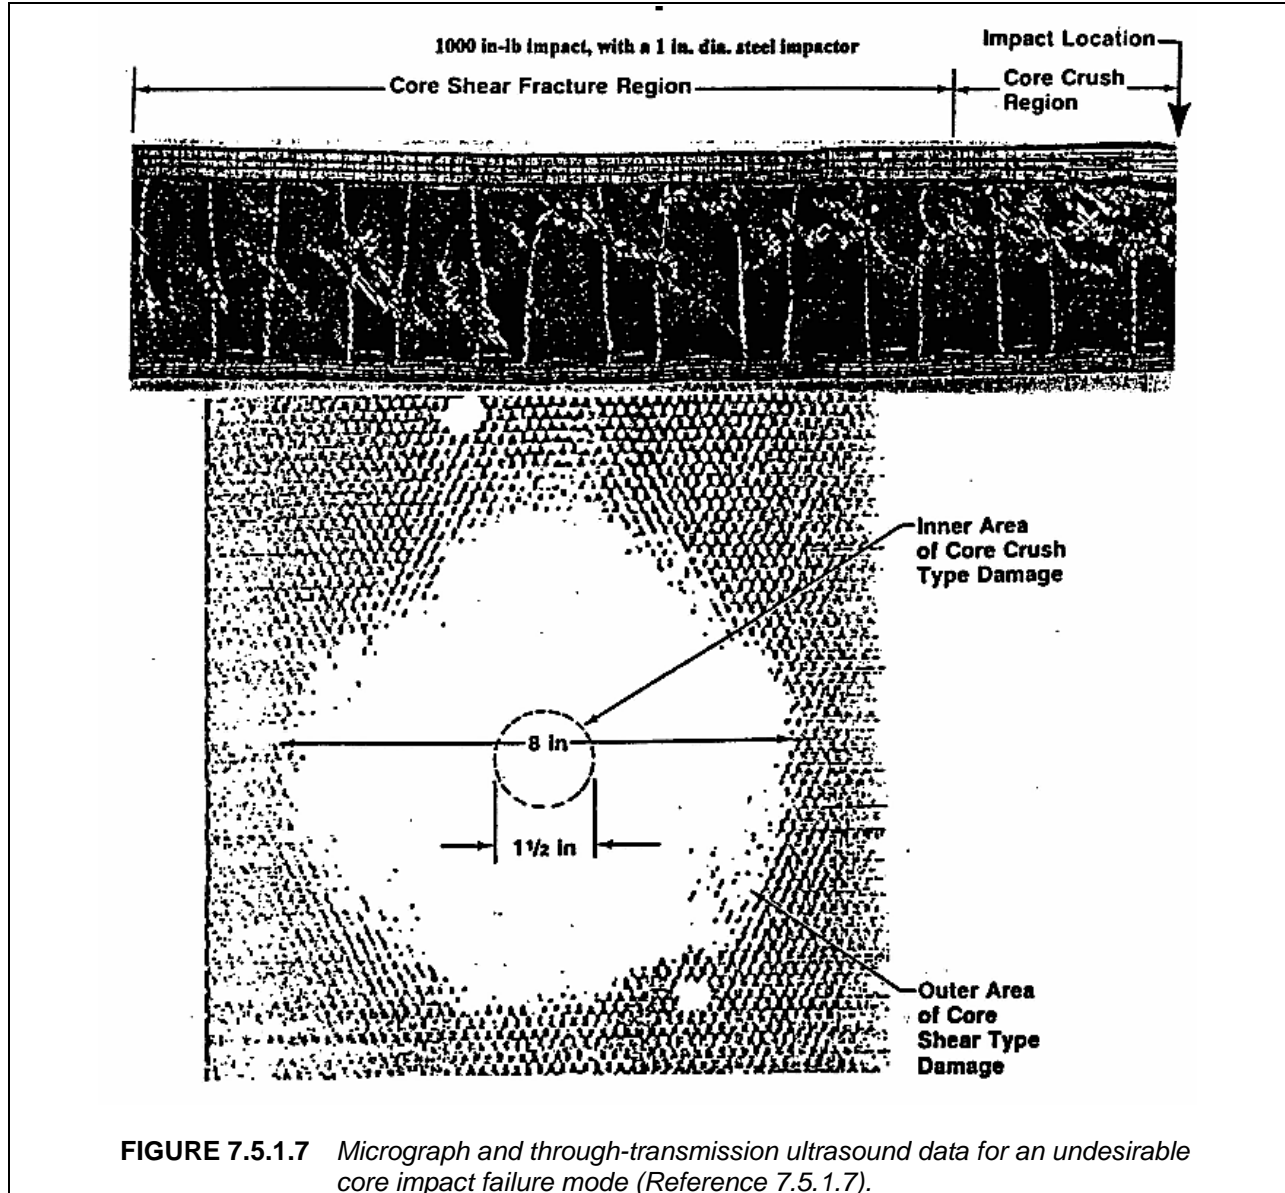 1000 in-lb impact, with a 1 in. dia. steel impactor
Impact Location
Core Shear Fracture Region
Core Crush
Region
Inner Area
of Core Crush
Type Damage
8 in
1 1/2 in
Outer Area
of Core
Shear Type
Damage
FIGURE 7.5.1.7 Micrograph and through-transmission ultrasound data for an undesirable
core impact failure mode (Reference 7.5.1.7).